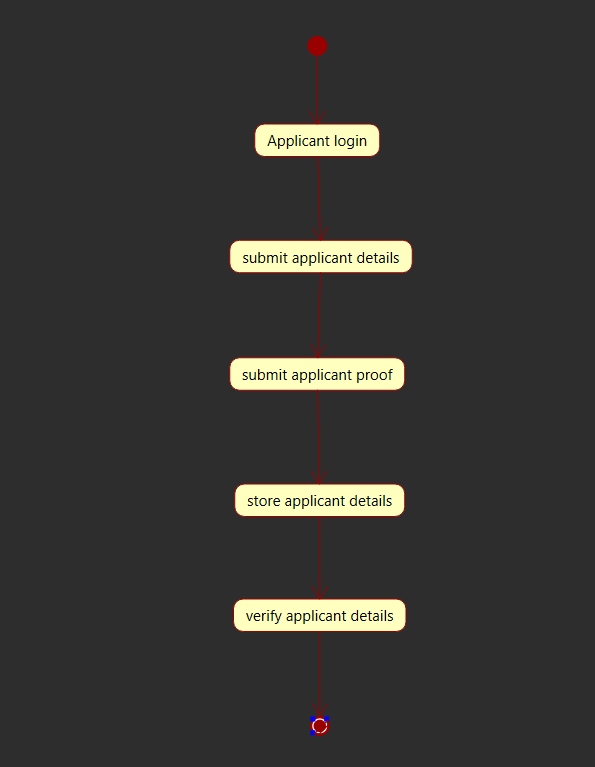 Applicant login
submit applicant details
submit applicant proof
store applicant details
verify applicant details